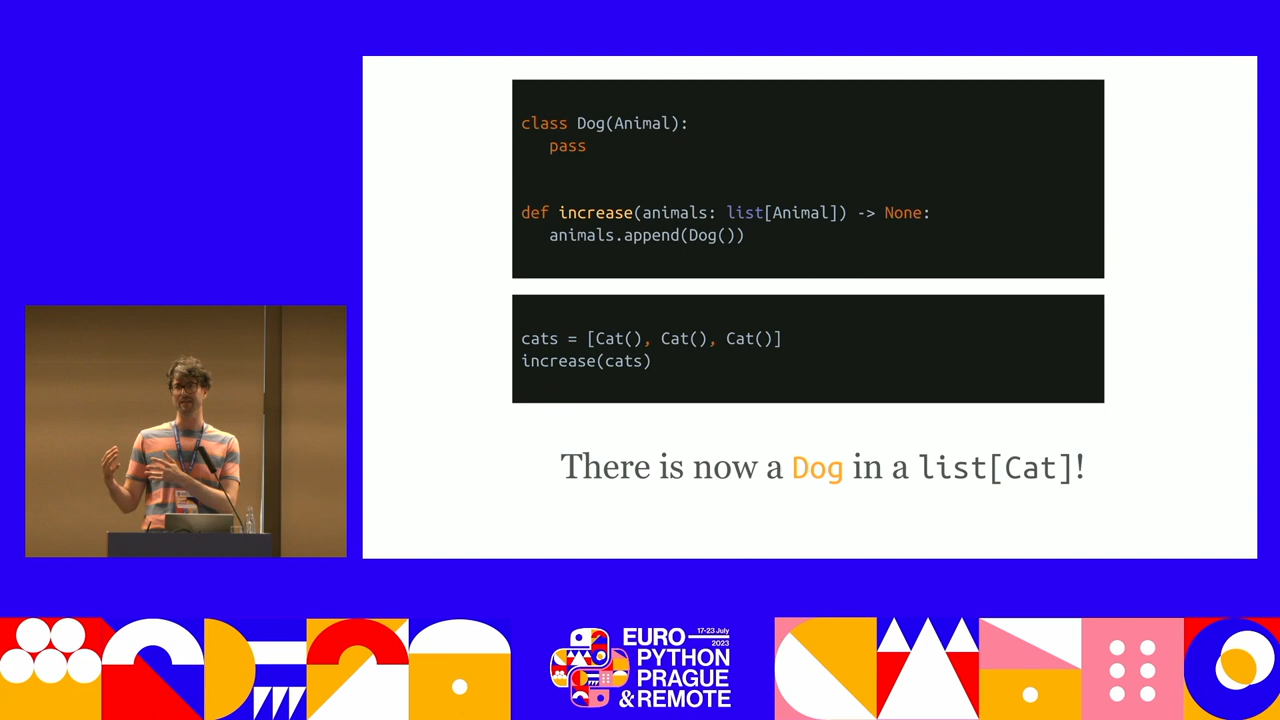 class Dog(Animal):
pass
def increase(animals: list[Animal]) -> None:
animals.append(Dog())
cats = [Cat(), Cat(), Cat()]
increase(cats)
There is now a Dog in a list[Cat]!
EURO 17-23 July 2023
PYTHON
PRAGUE
& REMOTE